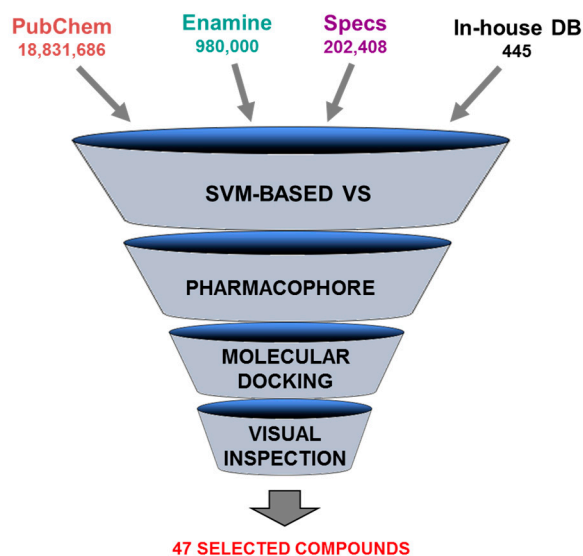 PubChem
18,831,686
Enamine
980,000
Specs
202,408
In-house DB
445
SVM-BASED VS
PHARMACOPHORE
MOLECULAR
DOCKING
VISUAL
INSPECTION
47 SELECTED COMPOUNDS